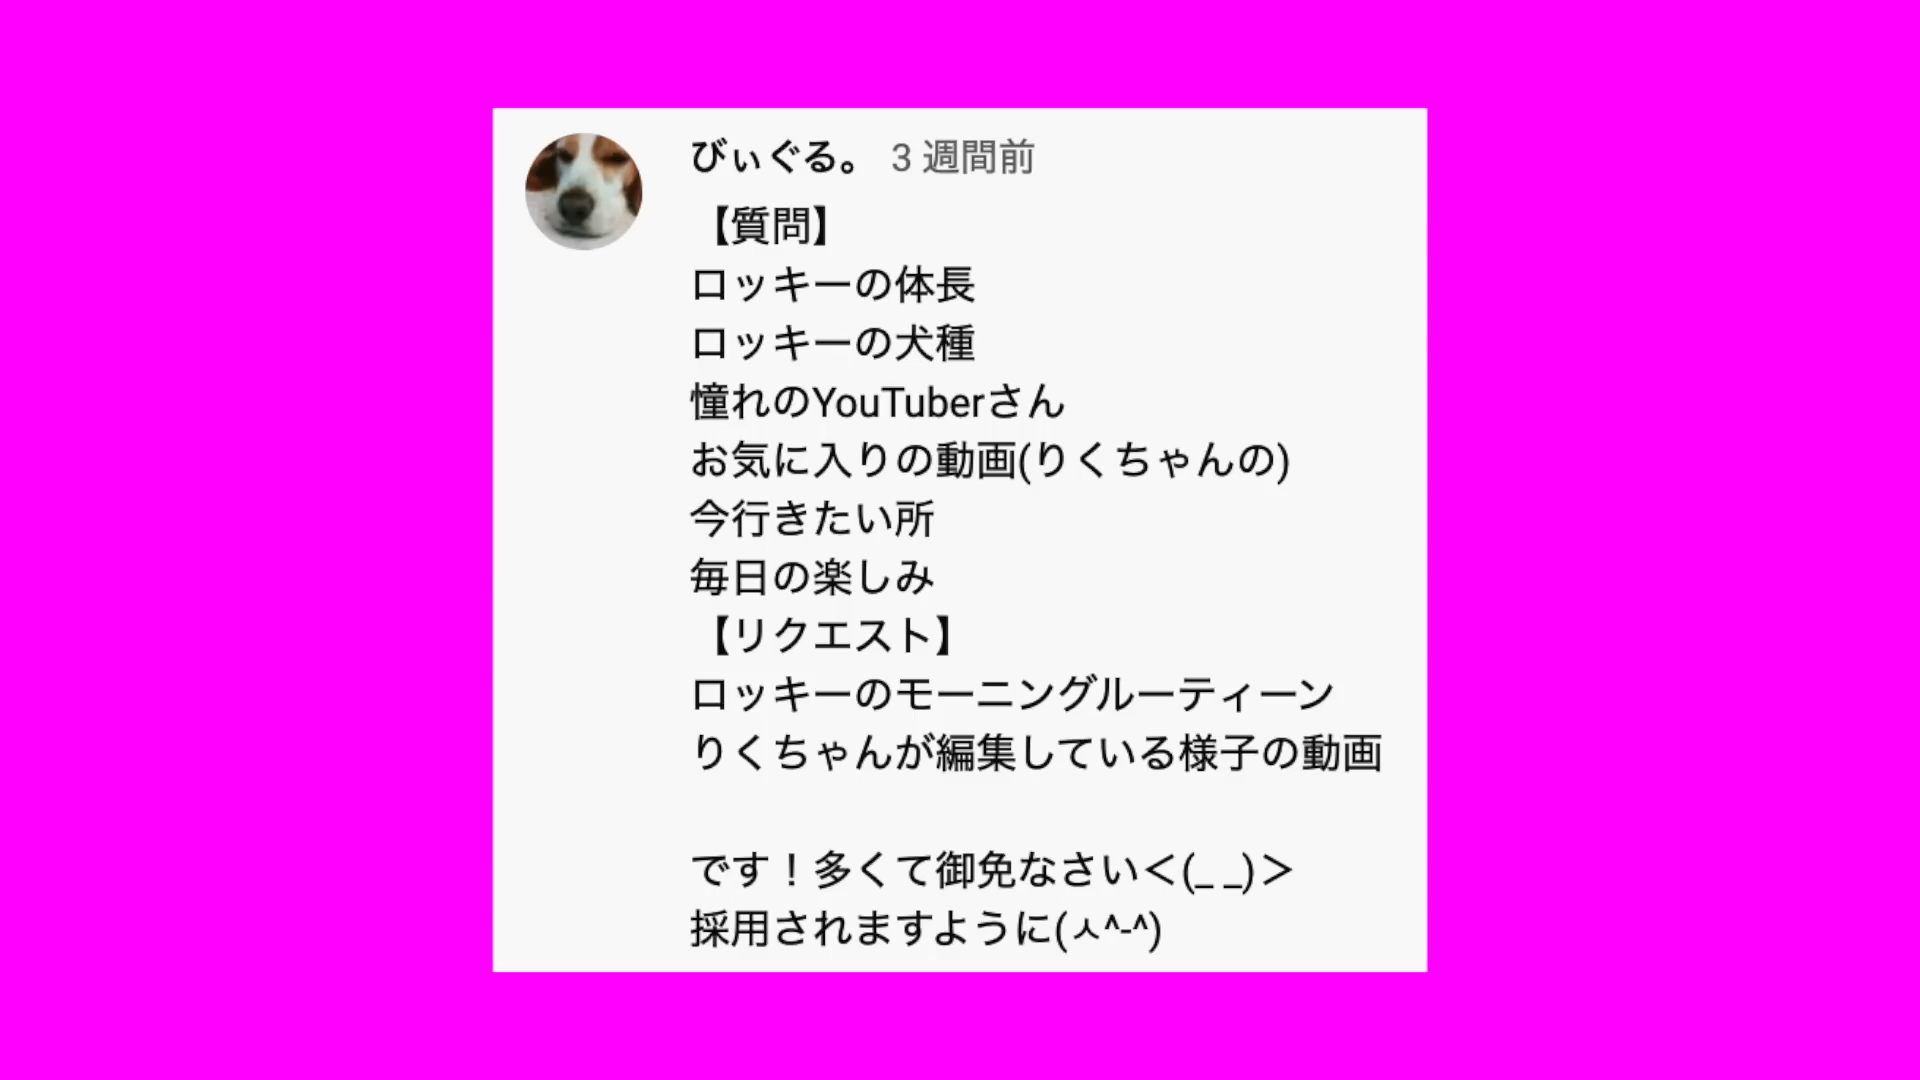 びぃぐる。 3 週間前
【質問】
ロッキーの体長
ロッキーの犬種
憧れのYouTuberさん
お気に入りの動画(りくちゃんの)
今行きたい所
毎日の楽しみ
【リクエスト】
ロッキーのモーニングルーティーン
りくちゃんが編集している様子の動画
です！多くて御免なさい＜(_ _)＞
採用されますように(ㅅ^-^)